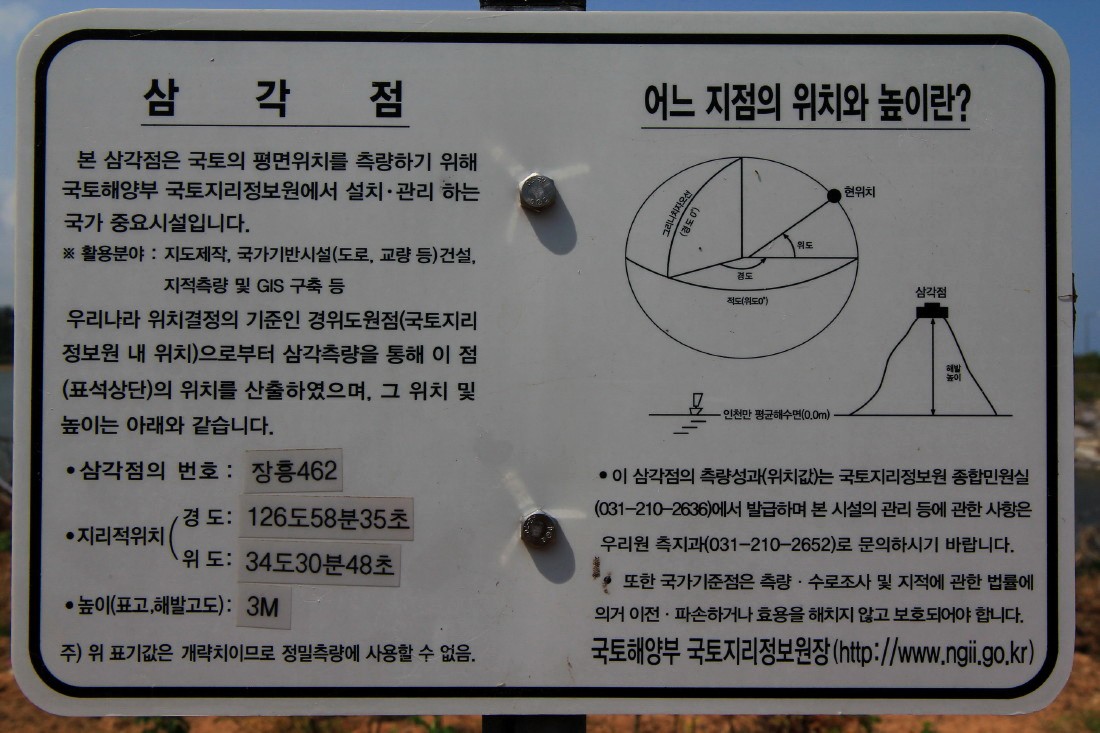 삼 각 점
본 삼각점은 국토의 평면위치를 측량하기 위해
국토해양부 국토지리정보원에서 설치·관리 하는
국가 중요시설입니다.
※ 활용분야 : 지도제작, 국가기반시설(도로, 교량 등)건설,
지적측량 및 GIS 구축 등
우리나라 위치결정의 기준인 경위도원점(국토지리
정보원 내 위치)으로부터 삼각측량을 통해 이 점
(표석상단)의 위치를 산출하였으며, 그 위치 및
높이는 아래와 같습니다.
•삼각점의 번호 : 장흥462
•지리적위치
경 도: 126도58분35초
위 도: 34도30분48초
•높이(표고,해발고도): 3M
주) 위 표기값은 개략치이므로 정밀측량에 사용할 수 없음.
어느 지점의 위치와 높이란?
그리니치자오선
(경도 0˚)
현위치
위도
경도
적도(위도0˚)
삼각점
해발
높이
인천만 평균해수면(0.0m)
•이 삼각점의 측량성과(위치값)는 국토지리정보원 종합민원실
(031-210-2636)에서 발급하며 본 시설의 관리 등에 관한 사항은
우리원 측지과(031-210-2652)로 문의하시기 바랍니다.
• 또한 국가기준점은 측량·수로조사 및 지적에 관한 법률에
의거 이전·파손하거나 효용을 해치지 않고 보호되어야 합니다.
국토해양부 국토지리정보원장(http://www.ngii.go.kr)